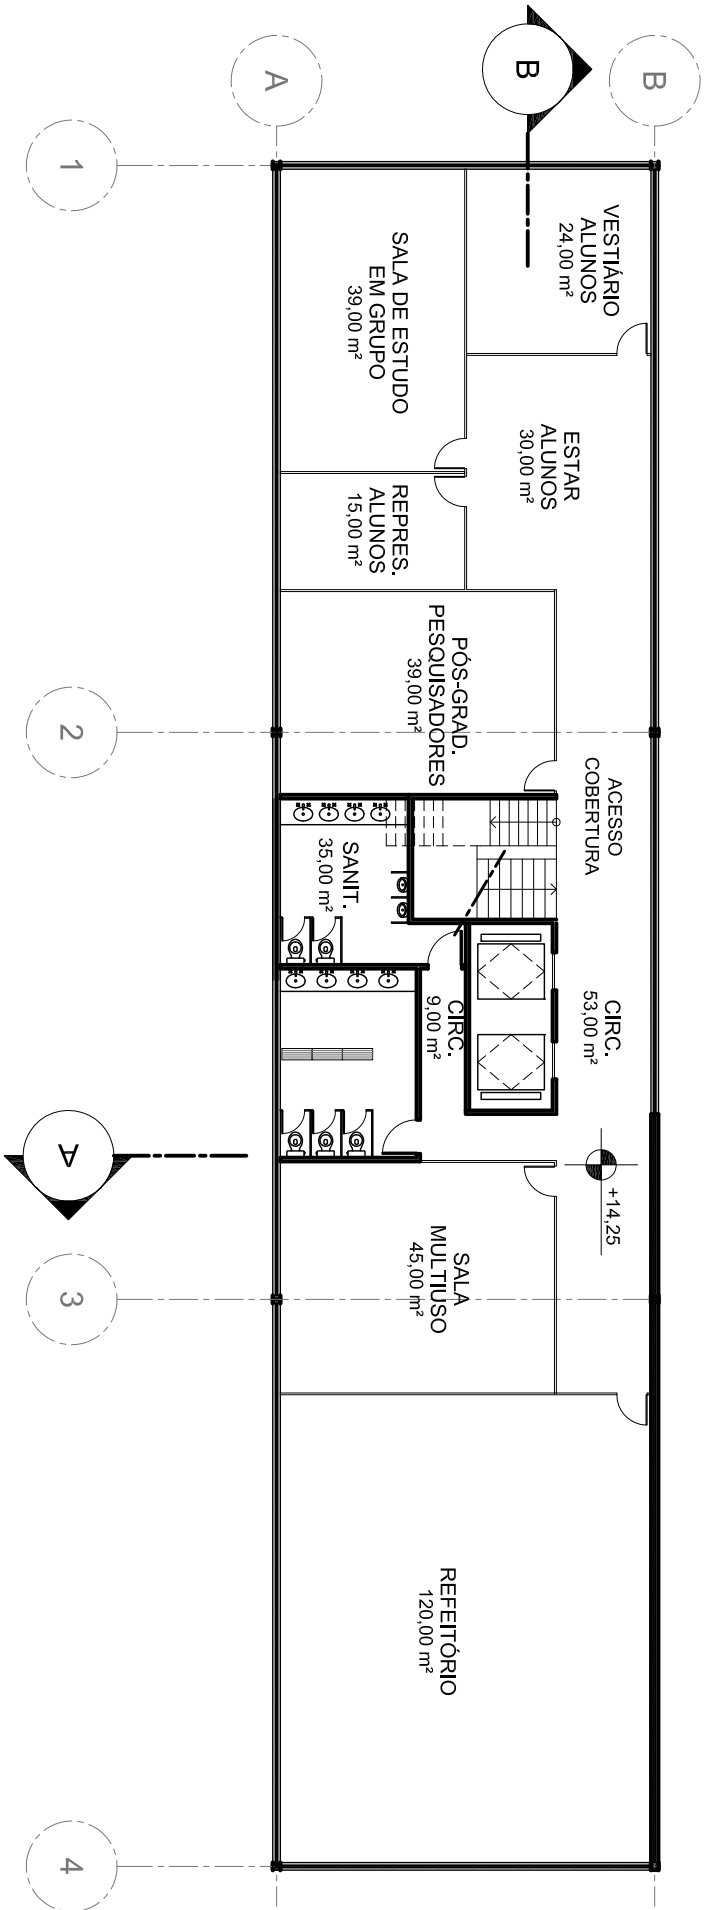 A
B
B
1
VESTIÁRIO
ALUNOS
24,00 m²
SALA DE ESTUDO
EM GRUPO
39,00 m²
ESTAR
ALUNOS
30,00 m²
REPRES.
ALUNOS
15,00 m²
PÓS-GRAD.
PESQUISADORES
39,00 m²
2
ACESSO
COBERTURA
SANIT.
35,00 m²
CIRC.
9,00 m²
CIRC.
53,00 m²
A
+14,25
SALA
MULTIUSO
45,00 m²
3
REFEITÓRIO
120,00 m²
4